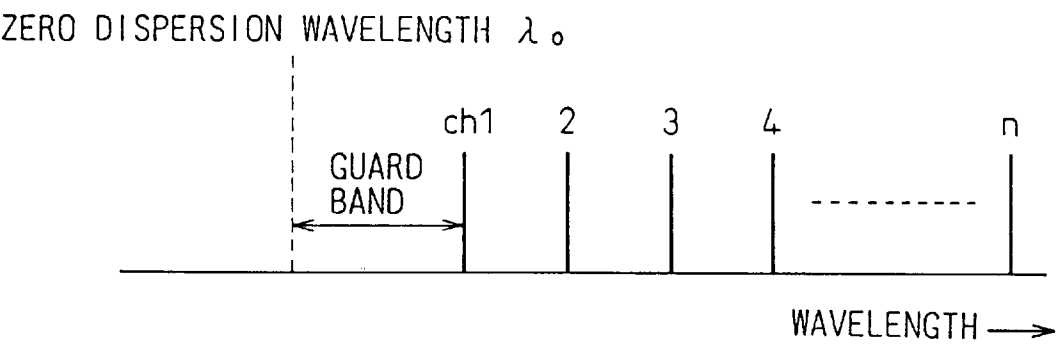 ZERO DISPERSION WAVELENGTH λ₀
ch1 2 3 4 n
GUARD
BAND
WAVELENGTH